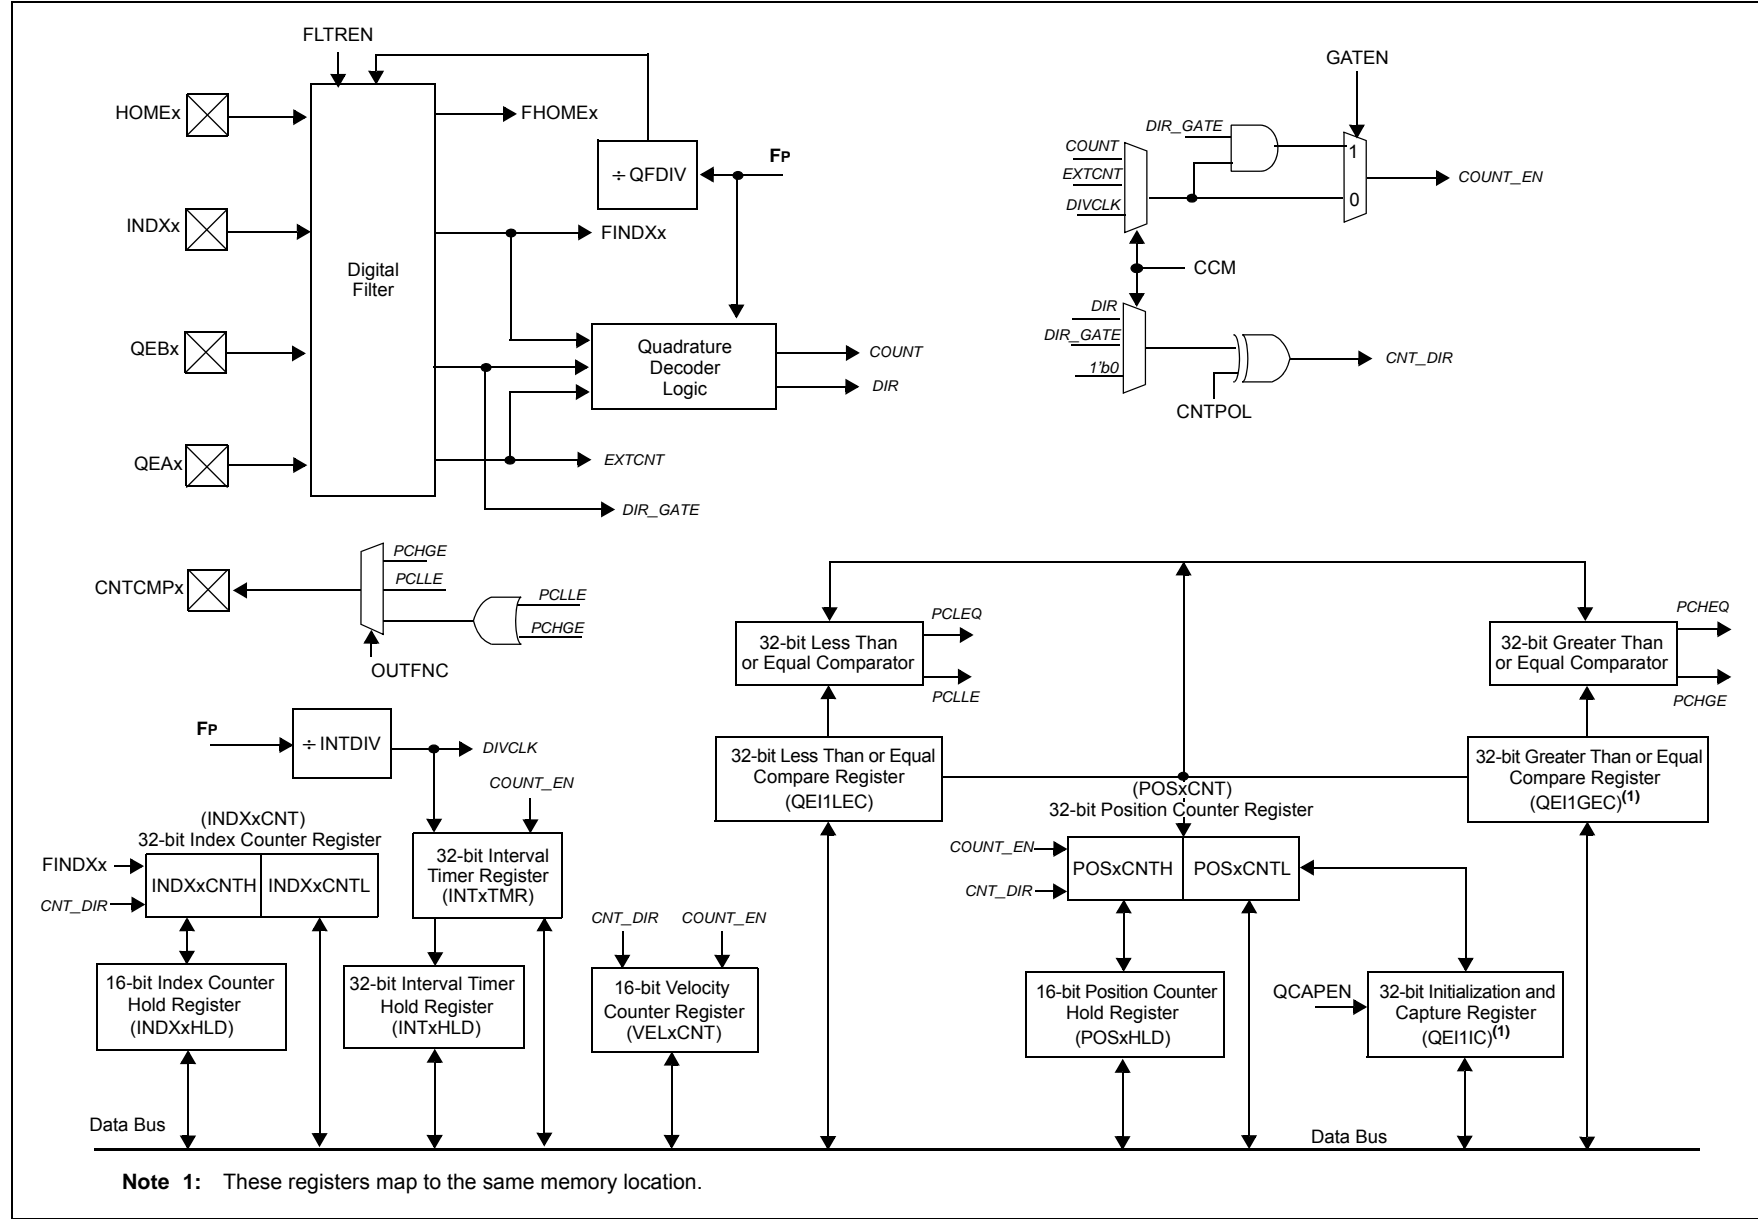 FLTREN
HOMEx
FHOMEx
÷ QFDIV
FP
INDXx
FINDXx
Digital
Filter
QEBx
Quadrature
Decoder
Logic
COUNT
DIR
QEAx
EXTCNT
DIR_GATE
GATEN
DIR_GATE
COUNT
EXTCNT
DIVCLK
1
0
COUNT_EN
CCM
DIR
DIR_GATE
1'b0
CNT_DIR
CNTPOL
CNTCMPx
PCHGE
PCLLE
PCLLE
PCHGE
OUTFNC
32-bit Less Than
or Equal Comparator
PCLEQ
PCLLE
32-bit Greater Than
or Equal Comparator
PCHEQ
PCHGE
FP
÷ INTDIV
DIVCLK
COUNT_EN
32-bit Less Than or Equal
Compare Register
(QEI1LEC)
32-bit Greater Than or Equal
Compare Register
(QEI1GEC)(1)
(POSxCNT)
32-bit Position Counter Register
(INDXxCNT)
32-bit Index Counter Register
FINDXx
CNT_DIR
INDXxCNTH
INDXxCNTL
32-bit Interval
Timer Register
(INTxTMR)
COUNT_EN
CNT_DIR
POSxCNTH
POSxCNTL
CNT_DIR
COUNT_EN
16-bit Index Counter
Hold Register
(INDXxHLD)
32-bit Interval Timer
Hold Register
(INTxHLD)
16-bit Velocity
Counter Register
(VELxCNT)
16-bit Position Counter
Hold Register
(POSxHLD)
QCAPEN
32-bit Initialization and
Capture Register
(QEI1IC)(1)
Data Bus
Data Bus
Note 1: These registers map to the same memory location.